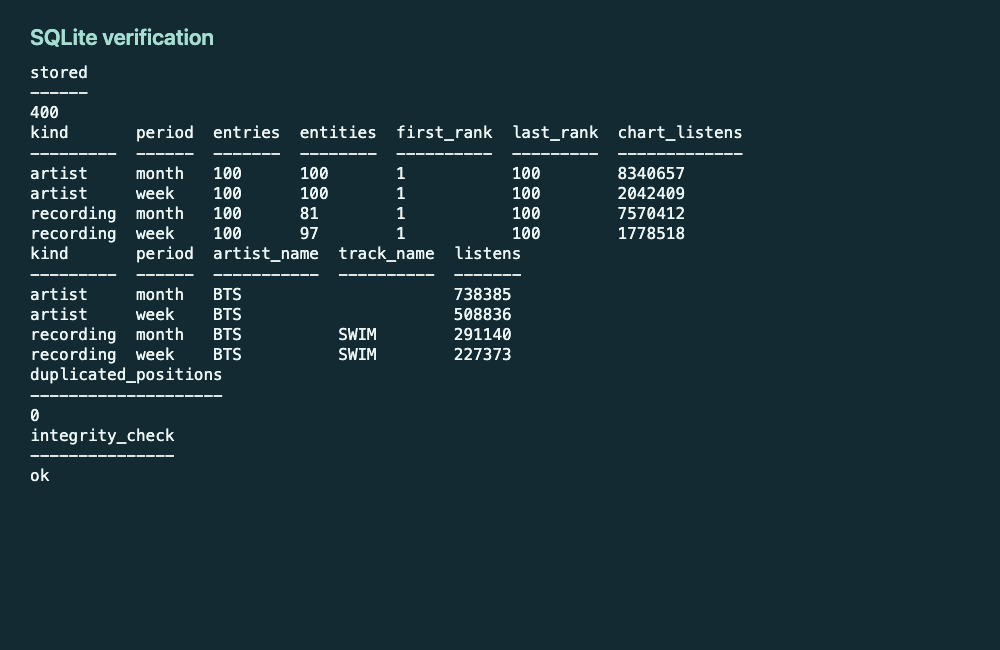 SQLite verification
stored
------
400
kind       period  entries  entities  first_rank  last_rank  chart_listens
---------  ------  -------  --------  ----------  ---------  -------------
artist     month   100      100       1           100        8340657
artist     week    100      100       1           100        2042409
recording  month   100      81        1           100        7570412
recording  week    100      97        1           100        1778518
kind       period  artist_name  track_name  listens
---------  ------  -----------  ----------  -------
artist     month   BTS                      738385
artist     week    BTS                      508836
recording  month   BTS          SWIM        291140
recording  week    BTS          SWIM        227373
duplicated_positions
--------------------
0
integrity_check
---------------
ok